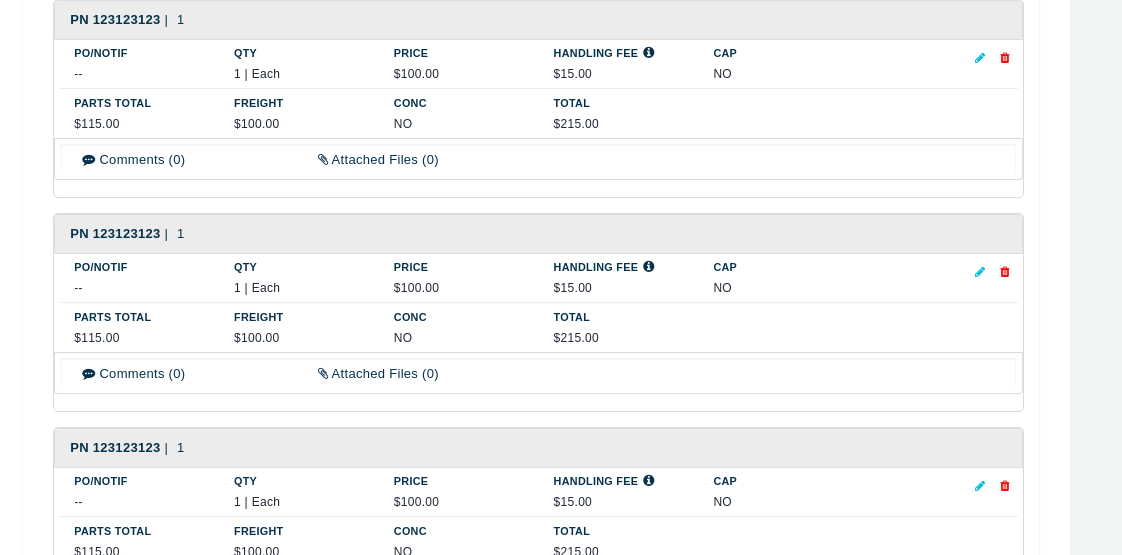 PN 123123123 | 1
PO/NOTIF QTY PRICE HANDLING FEE CAP
-- 1 | Each $100.00 $15.00 NO
PARTS TOTAL FREIGHT CONC TOTAL
$115.00 $100.00 NO $215.00
Comments (0) Attached Files (0)
PN 123123123 | 1
PO/NOTIF QTY PRICE HANDLING FEE CAP
-- 1 | Each $100.00 $15.00 NO
PARTS TOTAL FREIGHT CONC TOTAL
$115.00 $100.00 NO $215.00
Comments (0) Attached Files (0)
PN 123123123 | 1
PO/NOTIF QTY PRICE HANDLING FEE CAP
-- 1 | Each $100.00 $15.00 NO
PARTS TOTAL FREIGHT CONC TOTAL
$115.00 $100.00 NO $215.00